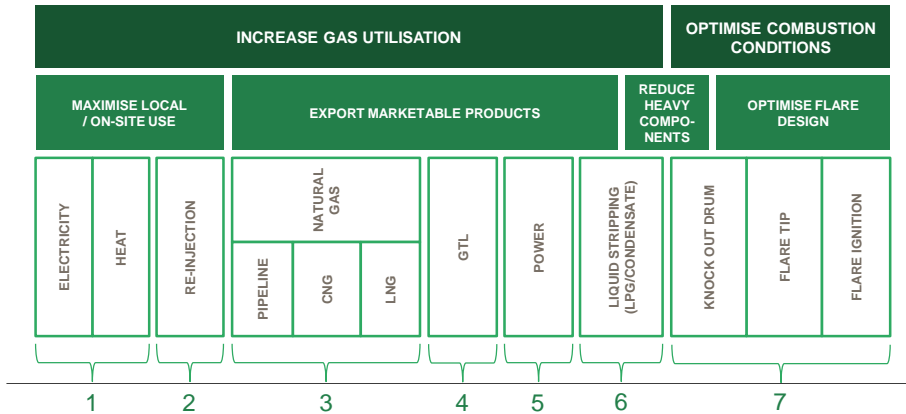 INCREASE GAS UTILISATION
OPTIMISE COMBUSTION
CONDITIONS
MAXIMISE LOCAL
/ ON-SITE USE
EXPORT MARKETABLE PRODUCTS
REDUCE
HEAVY
COMPO-
NENTS
OPTIMISE FLARE
DESIGN
ELECTRICITY
HEAT
RE-INJECTION
NATURAL
GAS
PIPELINE
CNG
LNG
GTL
POWER
LIQUID STRIPPING
(LPG/CONDENSATE)
KNOCK OUT DRUM
FLARE TIP
FLARE IGNITION
1
2
3
4
5
6
7